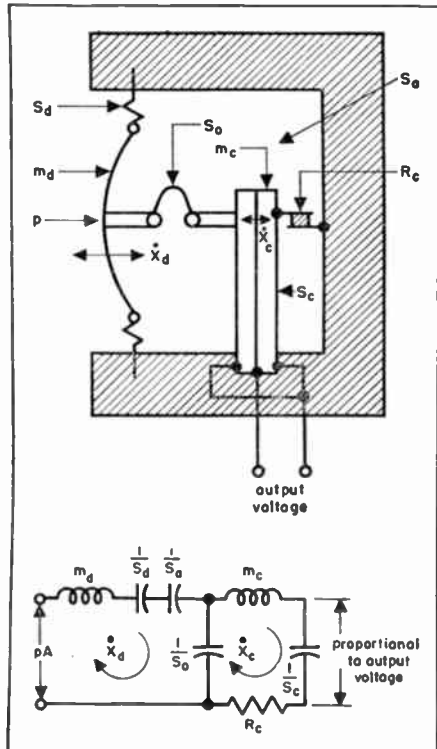 S_d
S_a
S_o
m_c
m_d
R_c
p
ẋ_c
ẋ_d
S_c
output
voltage
m_d
1/S_d
1/S_a
m_c
pA
ẋ_d
1/S_o
ẋ_c
1/S_c
proportional
to output
voltage
R_c